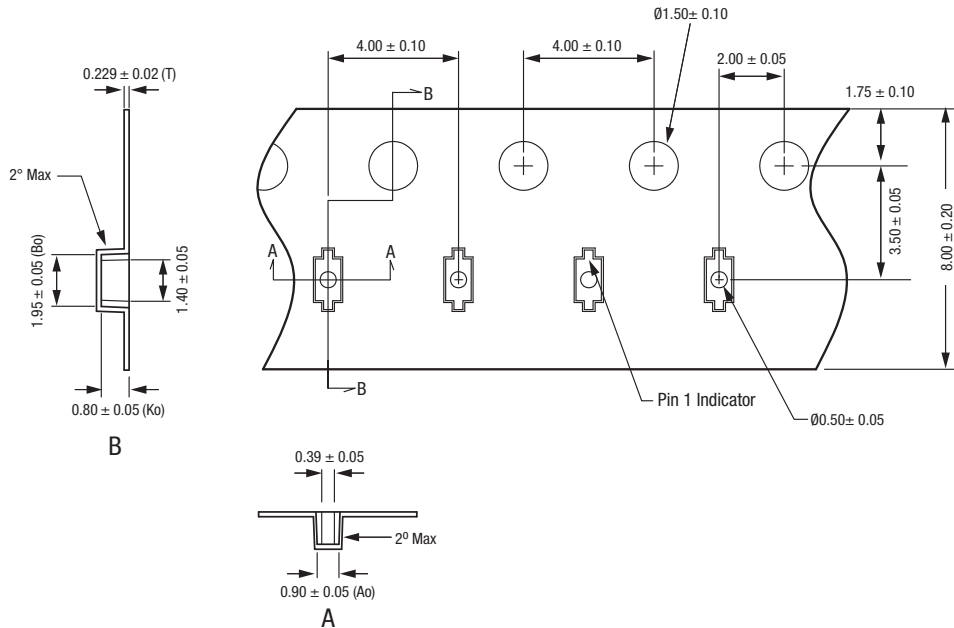 Ø1.50± 0.10
4.00 ± 0.10
4.00 ± 0.10
2.00 ± 0.05
0.229 ± 0.02 (T)
1.75 ± 0.10
B
2° Max
3.50 ± 0.05
8.00 ± 0.20
A
A
1.95 ± 0.05 (Bo)
1.40 ± 0.05
B
Pin 1 Indicator
0.80 ± 0.05 (Ko)
Ø0.50± 0.05
B
0.39 ± 0.05
2º Max
0.90 ± 0.05 (Ao)
A